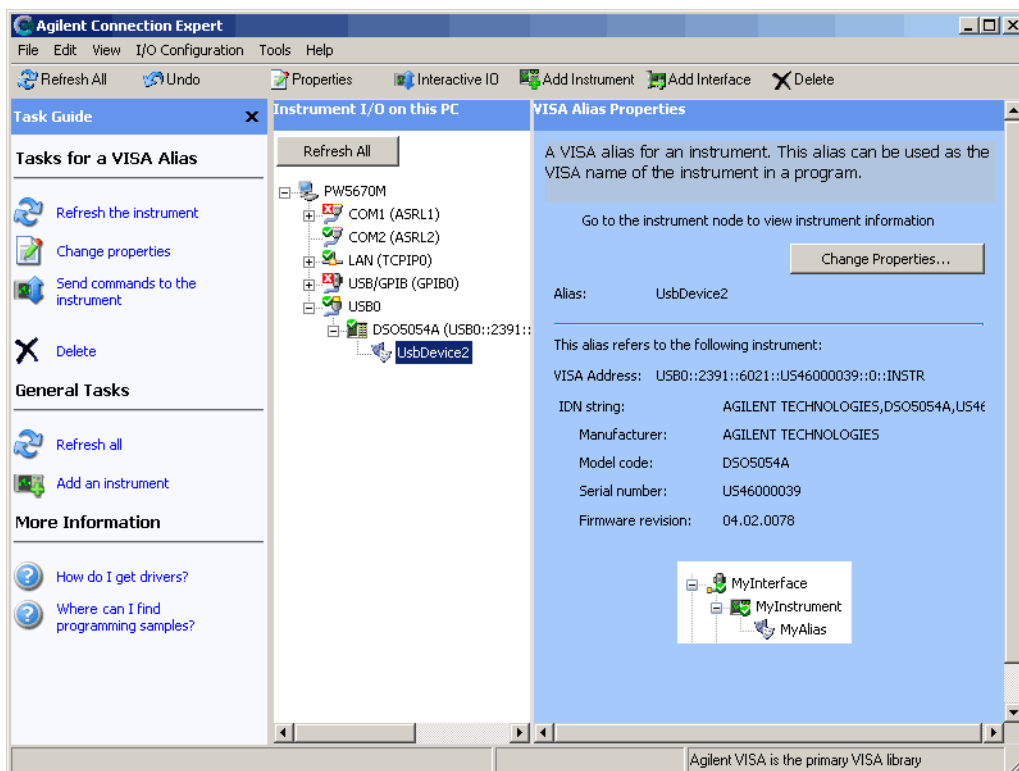 Agilent Connection Expert
File Edit View I/O Configuration Tools Help
Refresh All Undo Properties Interactive IO Add Instrument Add Interface Delete
Task Guide
Tasks for a VISA Alias
Refresh the instrument
Change properties
Send commands to the
instrument
Delete
General Tasks
Refresh all
Add an instrument
More Information
How do I get drivers?
Where can I find
programming samples?
Instrument I/O on this PC
Refresh All
PW5670M
COM1 (ASRL1)
COM2 (ASRL2)
LAN (TCPIP0)
USB/GPIB (GPIB0)
USB0
DSO5054A (USB0::2391::
UsbDevice2
VISA Alias Properties
A VISA alias for an instrument. This alias can be used as the
VISA name of the instrument in a program.
Go to the instrument node to view instrument information
Change Properties...
Alias: UsbDevice2
This alias refers to the following instrument:
VISA Address: USB0::2391::6021::US46000039::0::INSTR
IDN string: AGILENT TECHNOLOGIES,DSO5054A,US46
Manufacturer: AGILENT TECHNOLOGIES
Model code: DSO5054A
Serial number: US46000039
Firmware revision: 04.02.0078
MyInterface
MyInstrument
MyAlias
Agilent VISA is the primary VISA library